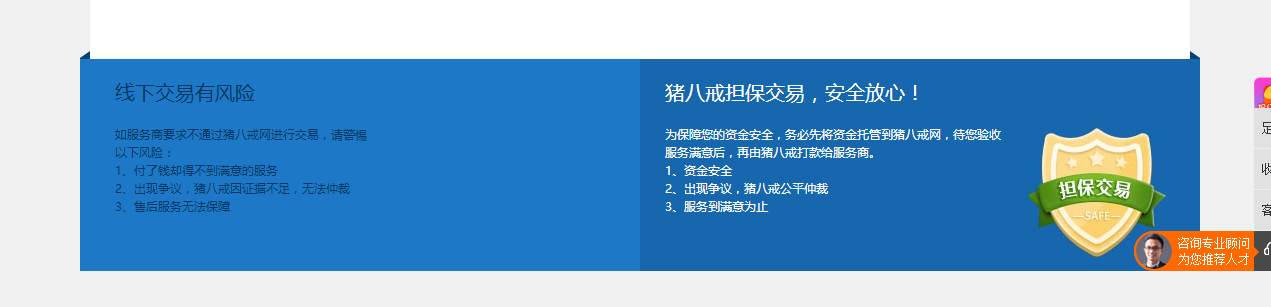 线下交易有风险
如服务商要求不通过猪八戒网进行交易，请警惕
以下风险：
1、付了钱却得不到满意的服务
2、出现争议，猪八戒因证据不足，无法仲裁
3、售后服务无法保障
猪八戒担保交易，安全放心！
为保障您的资金安全，务必先将资金托管到猪八戒网，待您验收
服务满意后，再由猪八戒打款给服务商。
1、资金安全
2、出现争议，猪八戒公平仲裁
3、服务到满意为止
担保交易
SAFE
足
收
客
咨询专业顾问
为您推荐人才